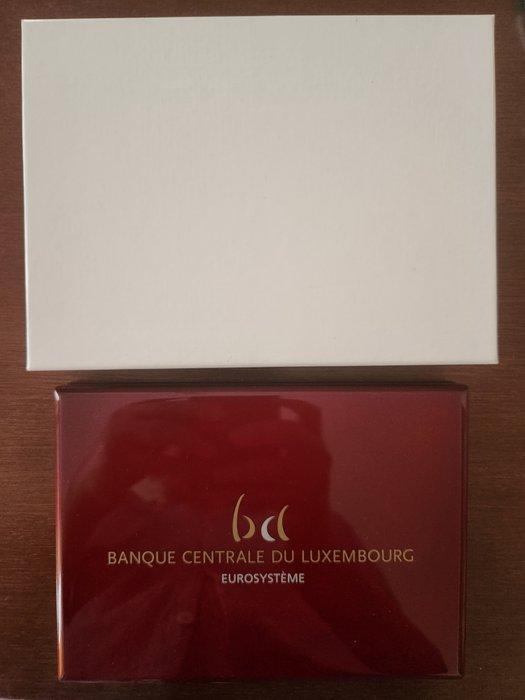 bcl
BANQUE CENTRALE DU LUXEMBOURG
EUROSYSTÈME